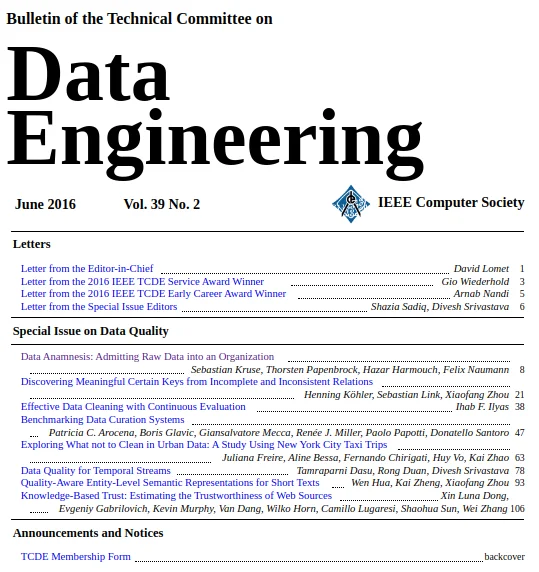 Bulletin of the Technical Committee on
Data
Engineering
June 2016 Vol. 39 No. 2 IEEE Computer Society
Letters
Letter from the Editor-in-Chief David Lomet 1
Letter from the 2016 IEEE TCDE Service Award Winner Gio Wiederhold 3
Letter from the 2016 IEEE TCDE Early Career Award Winner Arnab Nandi 5
Letter from the Special Issue Editors Shazia Sadiq, Divesh Srivastava 6
Special Issue on Data Quality
Data Anamnesis: Admitting Raw Data into an Organization
Sebastian Kruse, Thorsten Papenbrock, Hazar Harmouch, Felix Naumann 8
Discovering Meaningful Certain Keys from Incomplete and Inconsistent Relations
Henning Köhler, Sebastian Link, Xiaofang Zhou 21
Effective Data Cleaning with Continuous Evaluation Ihab F. Ilyas 38
Benchmarking Data Curation Systems
Patricia C. Arocena, Boris Glavic, Giansalvatore Mecca, Renée J. Miller, Paolo Papotti, Donatello Santoro 47
Exploring What not to Clean in Urban Data: A Study Using New York City Taxi Trips
Juliana Freire, Aline Bessa, Fernando Chirigati, Huy Vo, Kai Zhao 63
Data Quality for Temporal Streams Tamraparni Dasu, Rong Duan, Divesh Srivastava 78
Quality-Aware Entity-Level Semantic Representations for Short Texts Wen Hua, Kai Zheng, Xiaofang Zhou 93
Knowledge-Based Trust: Estimating the Trustworthiness of Web Sources Xin Luna Dong,
Evgeniy Gabrilovich, Kevin Murphy, Van Dang, Wilko Horn, Camillo Lugaresi, Shaohua Sun, Wei Zhang 106
Announcements and Notices
TCDE Membership Form backcover